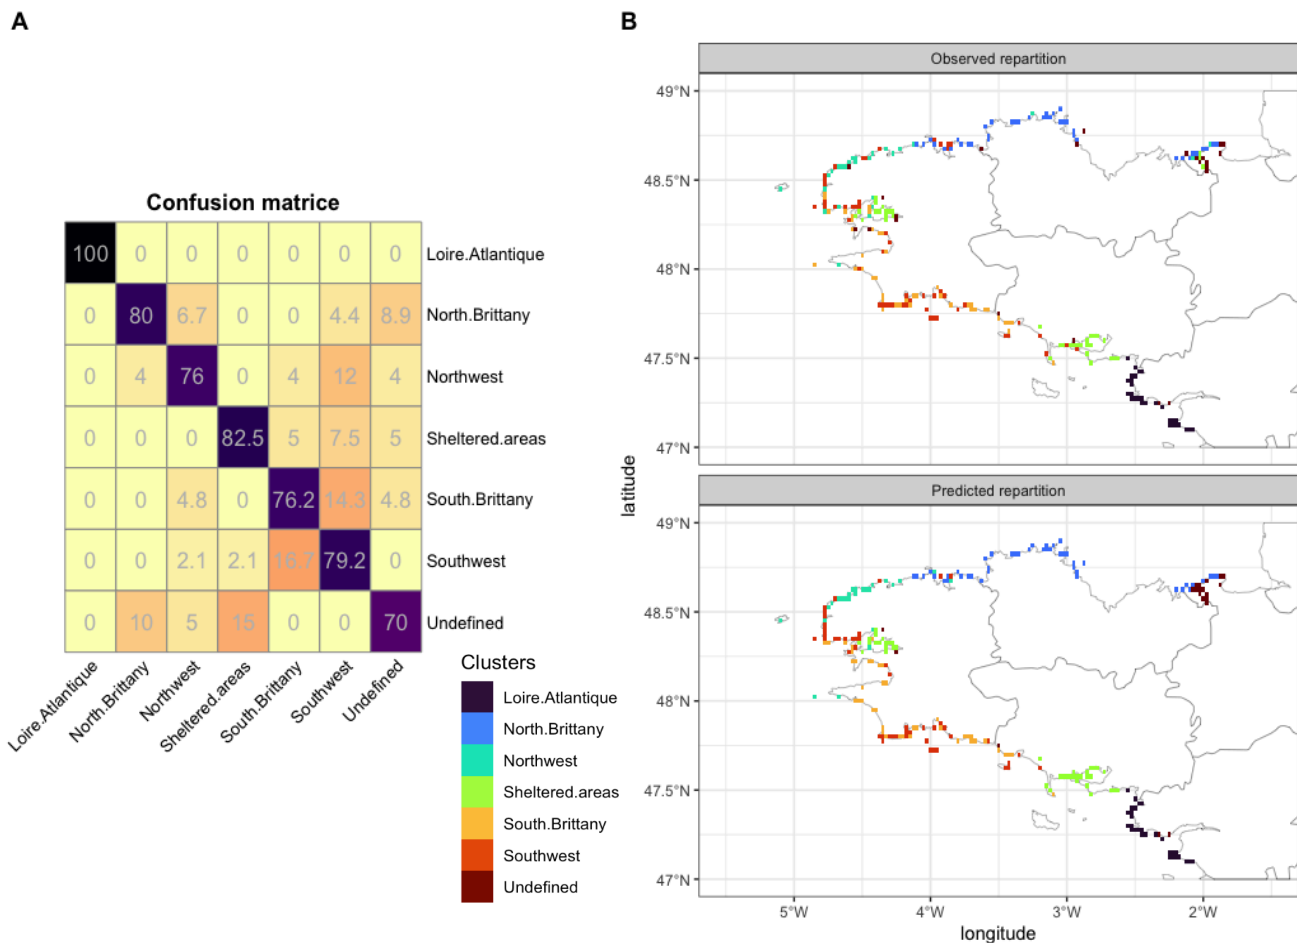 A
Confusion matrice
100 0 0 0 0 0 0 Loire.Atlantique
0 80 6.7 0 0 4.4 8.9 North.Brittany
0 4 76 0 4 12 4 Northwest
0 0 0 82.5 5 7.5 5 Sheltered.areas
0 0 4.8 0 76.2 14.3 4.8 South.Brittany
0 0 2.1 2.1 16.7 79.2 0 Southwest
0 10 5 15 0 0 70 Undefined
Loire.Atlantique
North.Brittany
Northwest
Sheltered.areas
South.Brittany
Southwest
Undefined
Clusters
Loire.Atlantique
North.Brittany
Northwest
Sheltered.areas
South.Brittany
Southwest
Undefined
B
Observed repartition
49°N
48.5°N
48°N
47.5°N
47°N
latitude
Predicted repartition
49°N
48.5°N
48°N
47.5°N
47°N
5°W 4°W 3°W 2°W
longitude